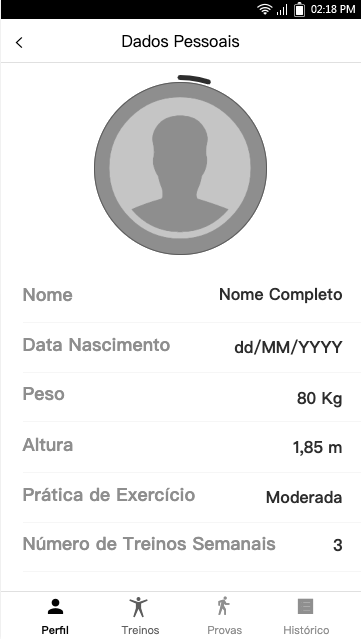 02:18 PM
Dados Pessoais
Nome Nome Completo
Data Nascimento dd/MM/YYYY
Peso 80 Kg
Altura 1,85 m
Prática de Exercício Moderada
Número de Treinos Semanais 3
Perfil Treinos Provas Histórico